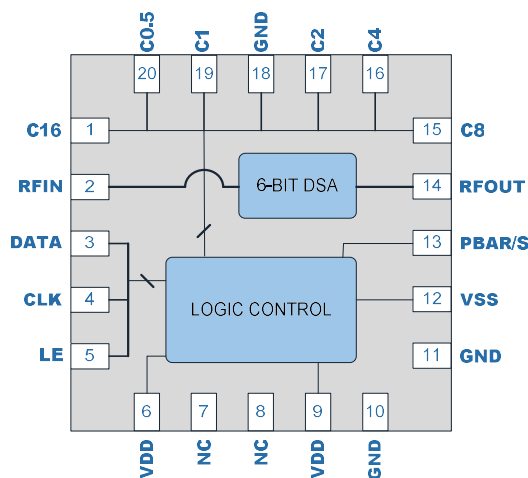 C0.5 C1 GND C2 C4
20 19 18 17 16
C16 1 15 C8
RFIN 2 6-BIT DSA 14 RFOUT
DATA 3 13 PBAR/S
CLK 4 LOGIC CONTROL 12 VSS
LE 5 11 GND
6 7 8 9 10
VDD NC NC VDD GND